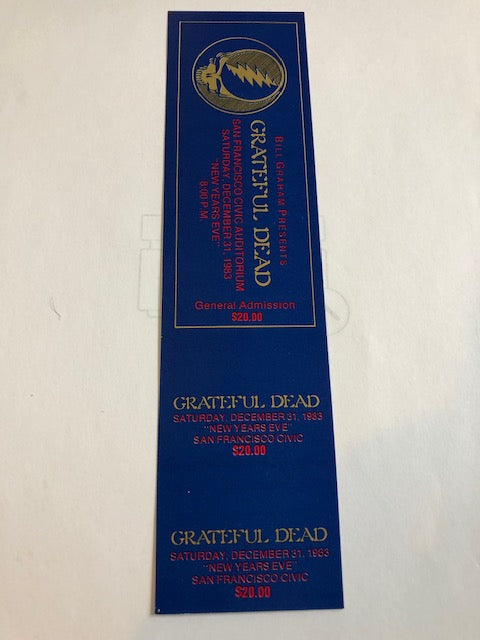 BILL GRAHAM PRESENTS
GRATEFUL DEAD
SAN FRANCISCO CIVIC AUDITORIUM
SATURDAY, DECEMBER 31, 1983
"NEW YEARS EVE"
8:00 P.M.
General Admission
$20.00
GRATEFUL DEAD
SATURDAY, DECEMBER 31, 1983
"NEW YEARS EVE"
SAN FRANCISCO CIVIC
$20.00
GRATEFUL DEAD
SATURDAY, DECEMBER 31, 1983
"NEW YEARS EVE"
SAN FRANCISCO CIVIC
$20.00